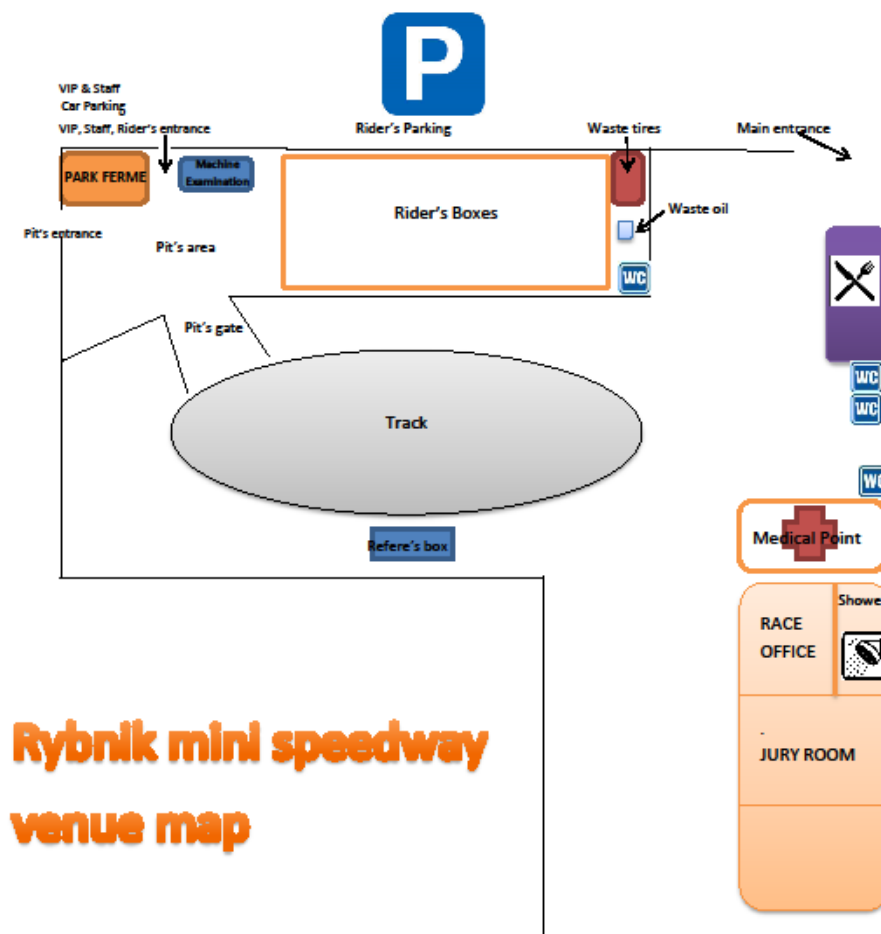 P
VIP & Staff
Car Parking
VIP, Staff, Rider's entrance
Rider's Parking
Waste tires
Main entrance
PARK FERME
Machine
Examination
Rider's Boxes
Waste oil
Pit's entrance
Pit's area
WC
Pit's gate
WC
WC
Track
WC
Refere's box
Medical Point
Showe
RACE
OFFICE
.
JURY ROOM
Rybnik mini speedway
venue map